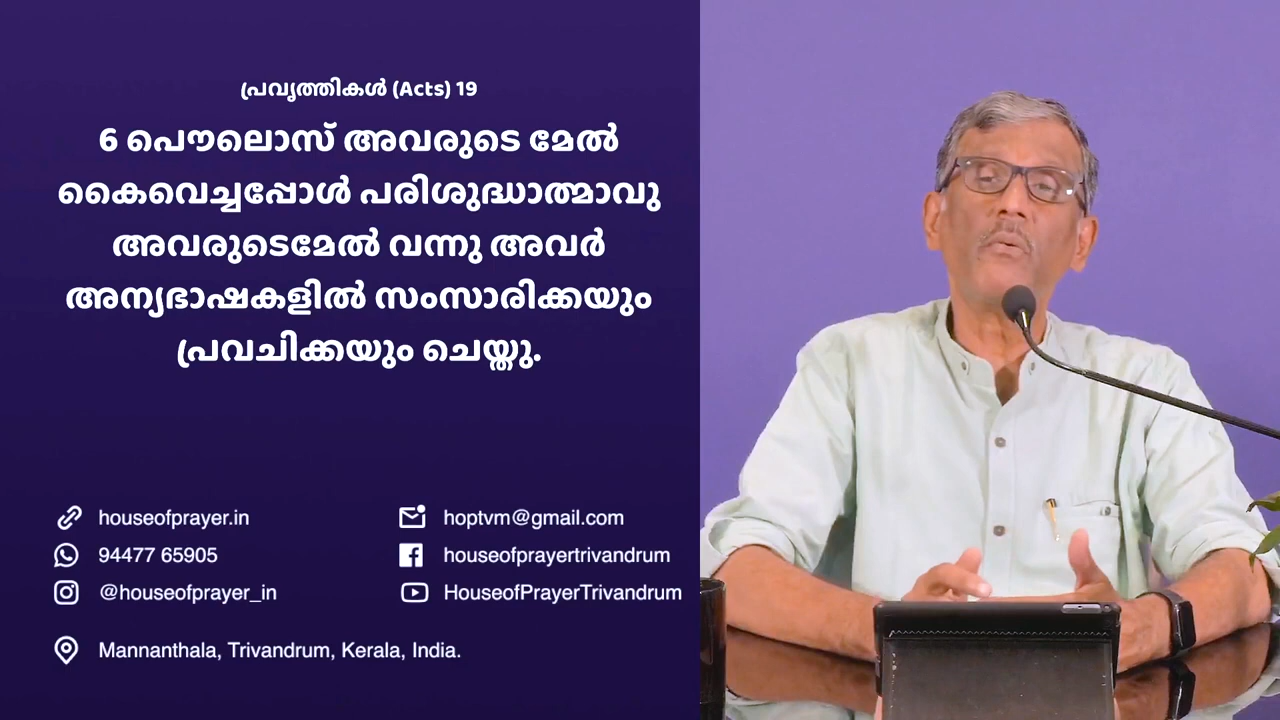 പ്രവൃത്തികൾ (Acts) 19
6 പൌലൊസ് അവരുടെ മേൽ
കൈവെച്ചപ്പോൾ പരിശുദ്ധാത്മാവു
അവരുടെമേൽ വന്നു അവർ
അന്യഭാഷകളിൽ സംസാരിക്കയും
പ്രവചിക്കയും ചെയ്തു.
houseofprayer.in
hoptvm@gmail.com
94477 65905
houseofprayertrivandrum
@houseofprayer_in
HouseofPrayerTrivandrum
Mannanthala, Trivandrum, Kerala, India.